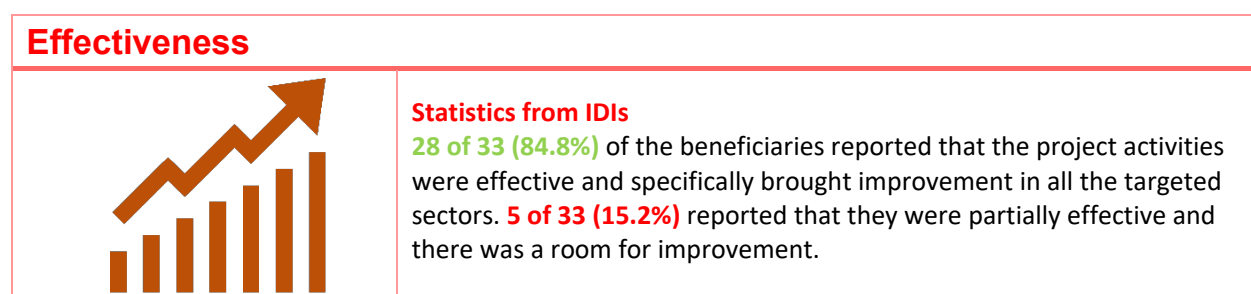 Effectiveness
Statistics from IDIs
28 of 33 (84.8%) of the beneficiaries reported that the project activities
were effective and specifically brought improvement in all the targeted
sectors. 5 of 33 (15.2%) reported that they were partially effective and
there was a room for improvement.